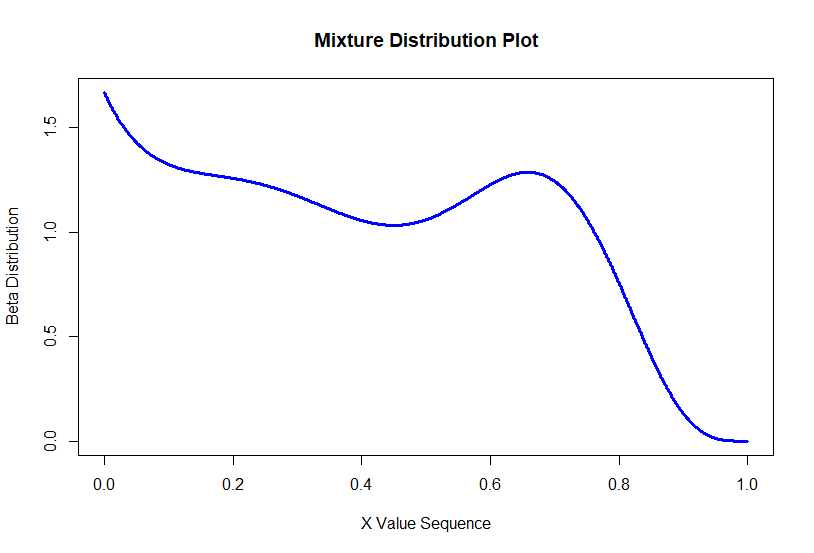 Mixture Distribution Plot
Beta Distribution
1.5
1.0
0.5
0.0
0.0 0.2 0.4 0.6 0.8 1.0
X Value Sequence